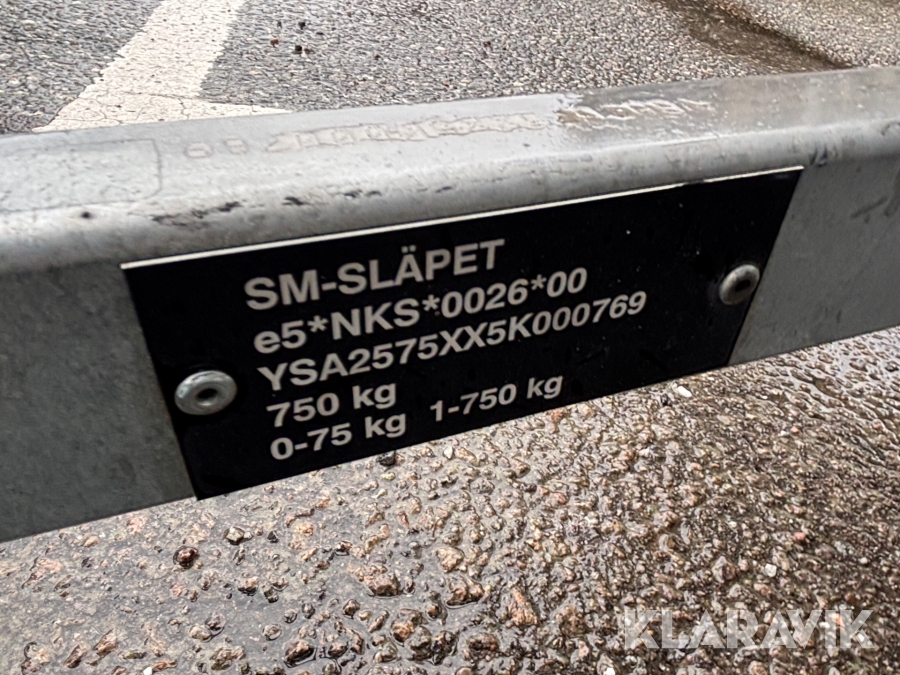 SM-SLÄPET
e5*NKS*0026*00
YSA2575XX5K000769
750 kg
0-75 kg 1-750 kg
KLARAVIK